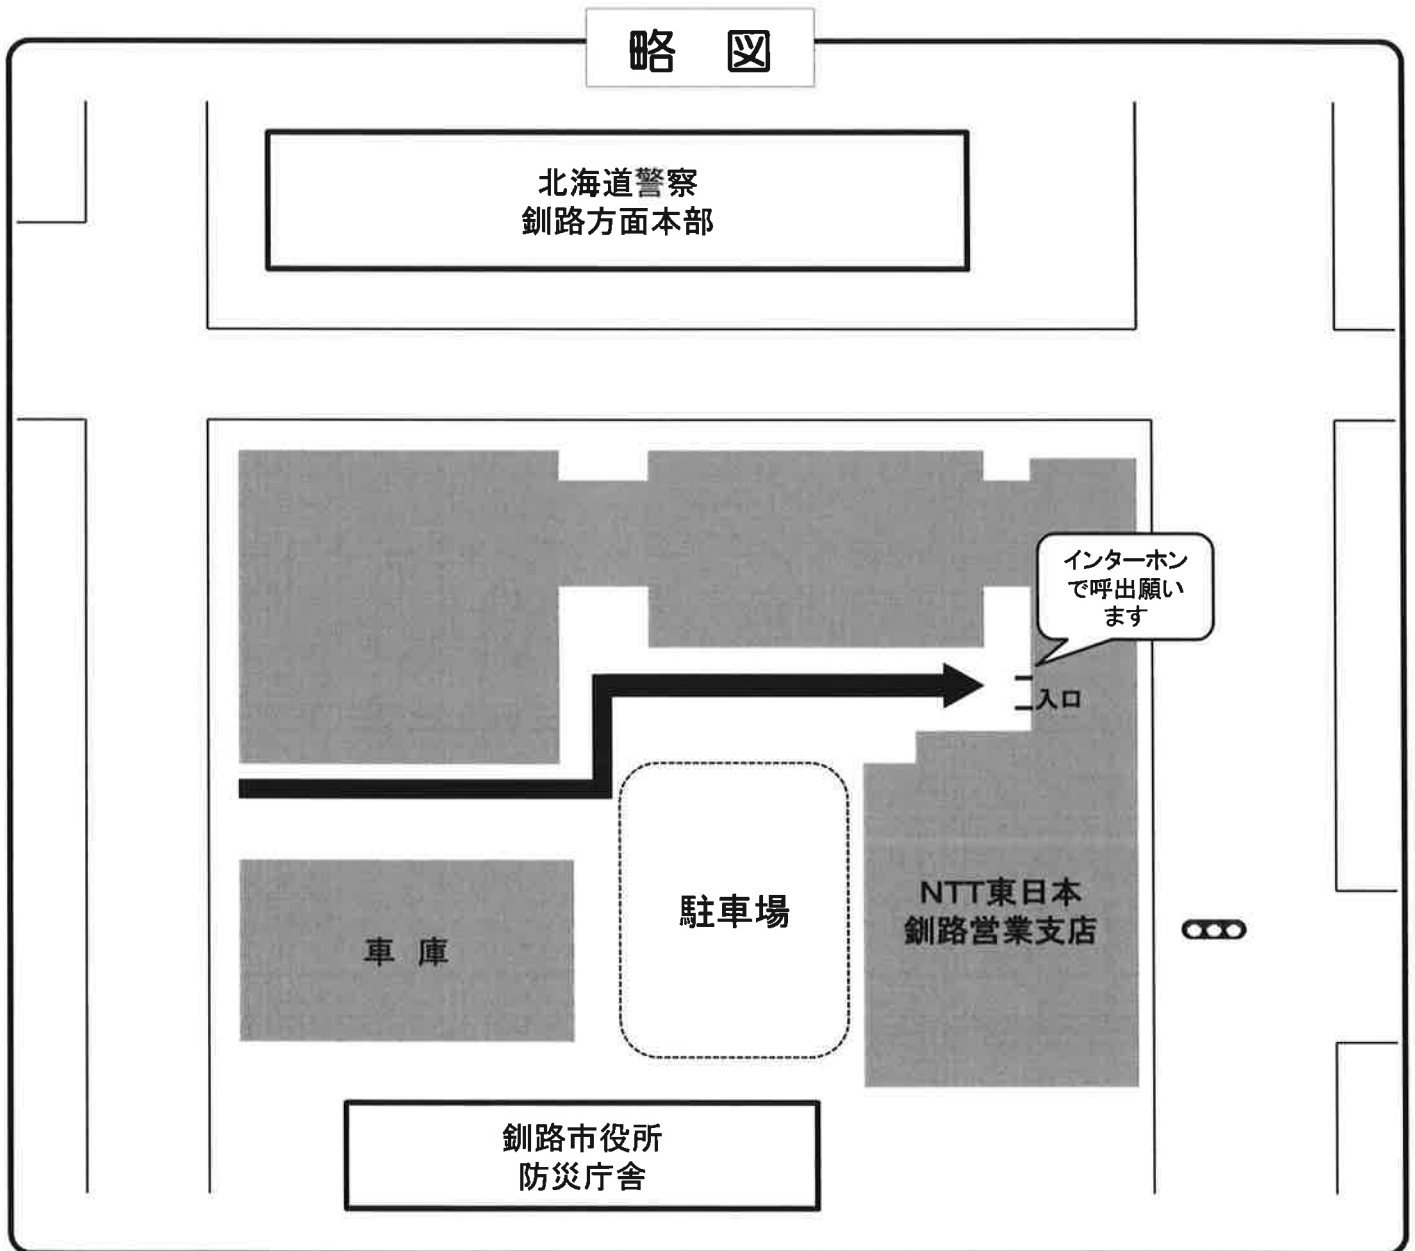 略 図
北海道警察
釧路方面本部
インターホン
で呼出願い
ます
入口
NTT東日本
釧路営業支店
駐車場
車 庫
釧路市役所
防災庁舎